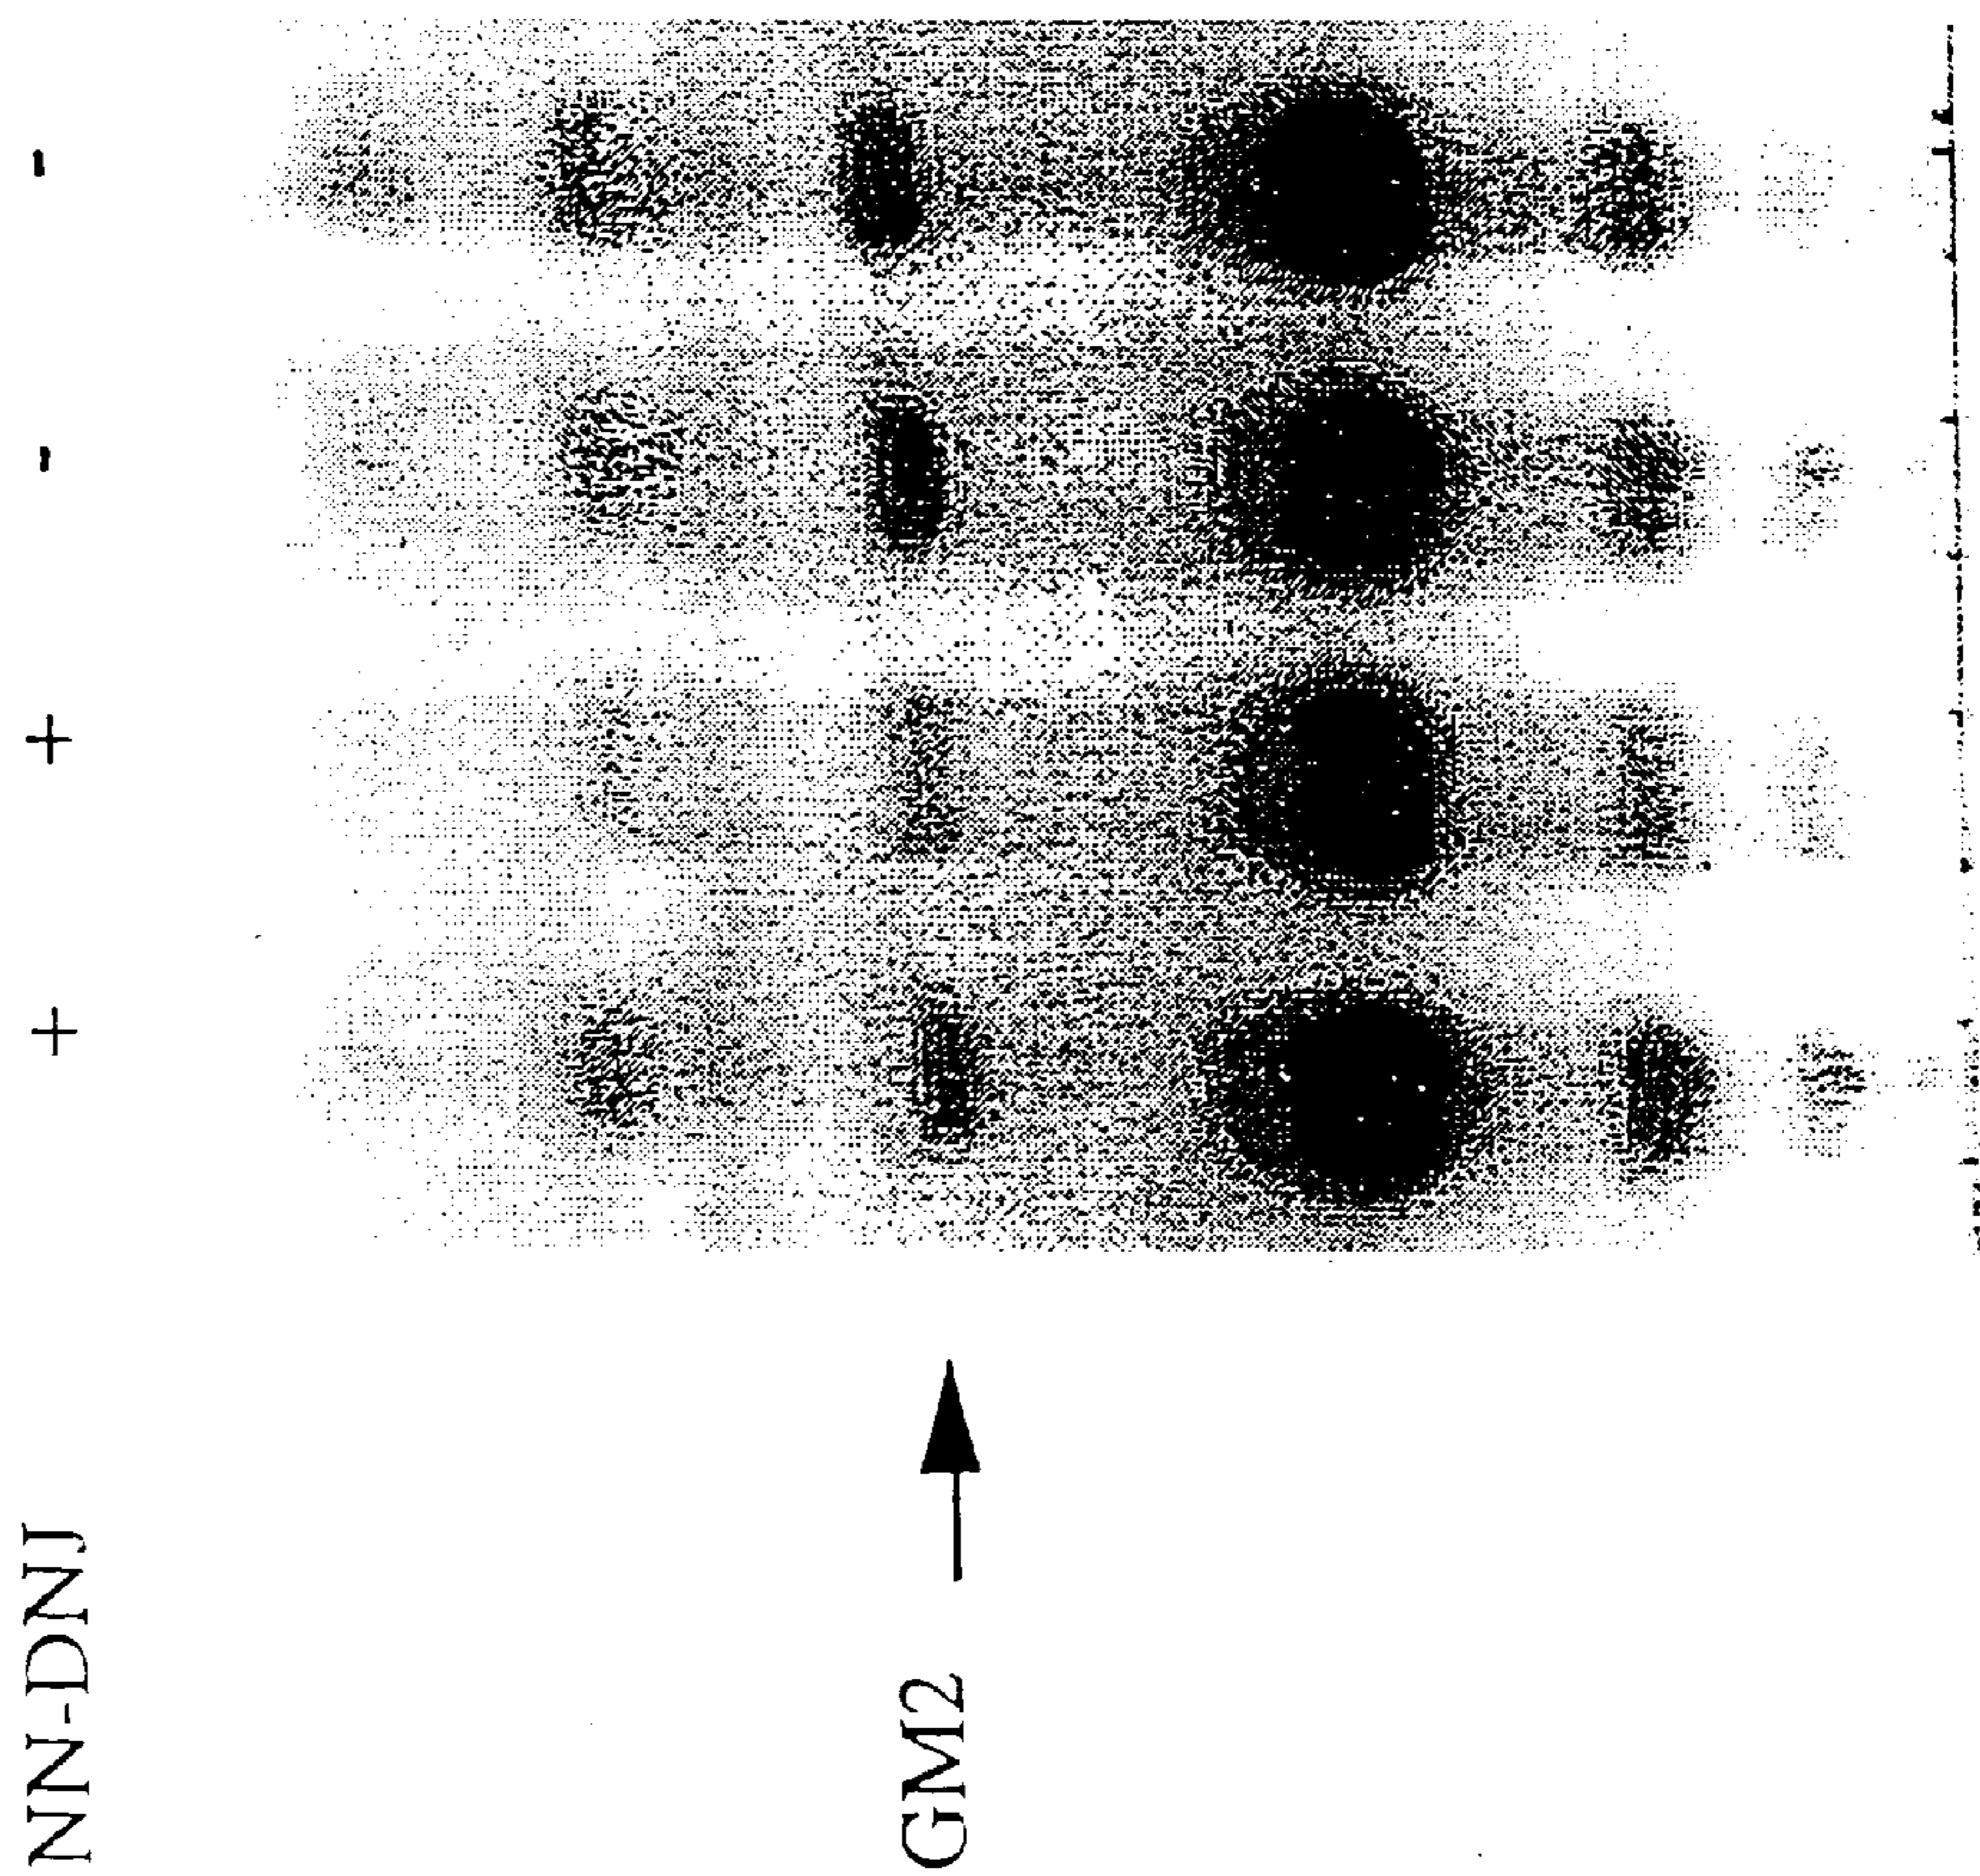 NN-DNJ + + - -
GM2